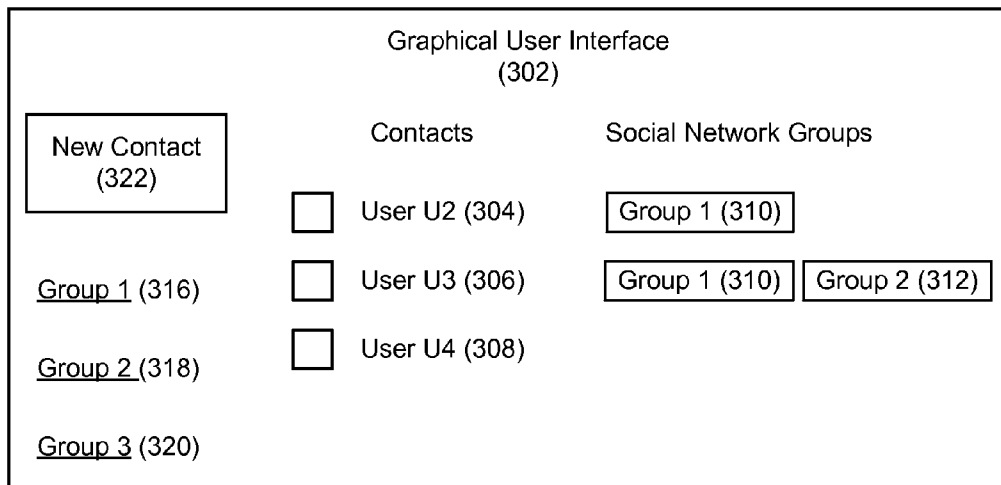 Graphical User Interface
(302)
New Contact
(322)
Contacts
Social Network Groups
User U2 (304)
Group 1 (310)
Group 1 (316)
User U3 (306)
Group 1 (310)
Group 2 (312)
Group 2 (318)
User U4 (308)
Group 3 (320)